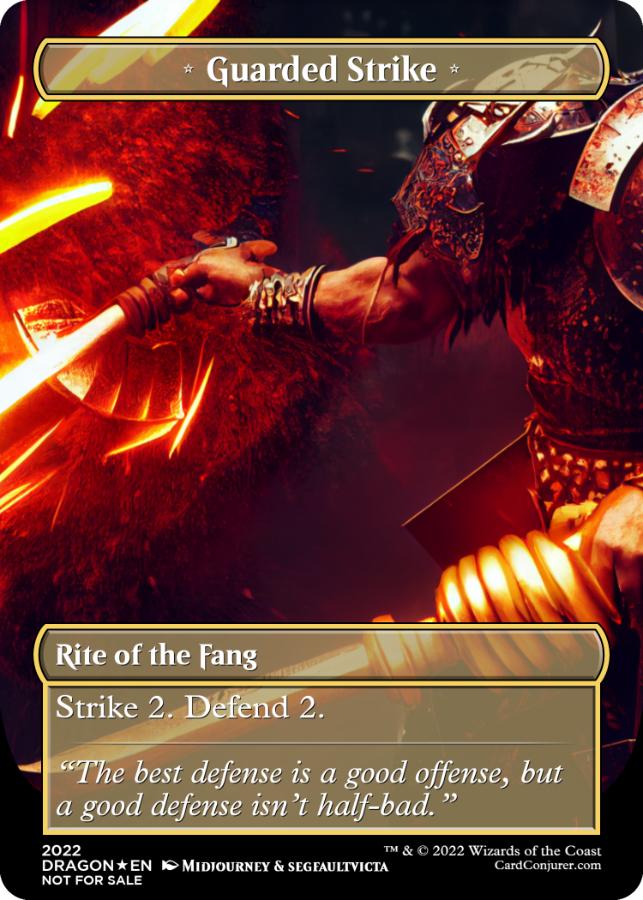 ☆ Guarded Strike ☆
Rite of the Fang
Strike 2. Defend 2.
“The best defense is a good offense, but
a good defense isn’t half-bad.”
2022
DRAGON★EN Midjourney & segfaultvicta
NOT FOR SALE
™ & © 2022 Wizards of the Coast
CardConjurer.com